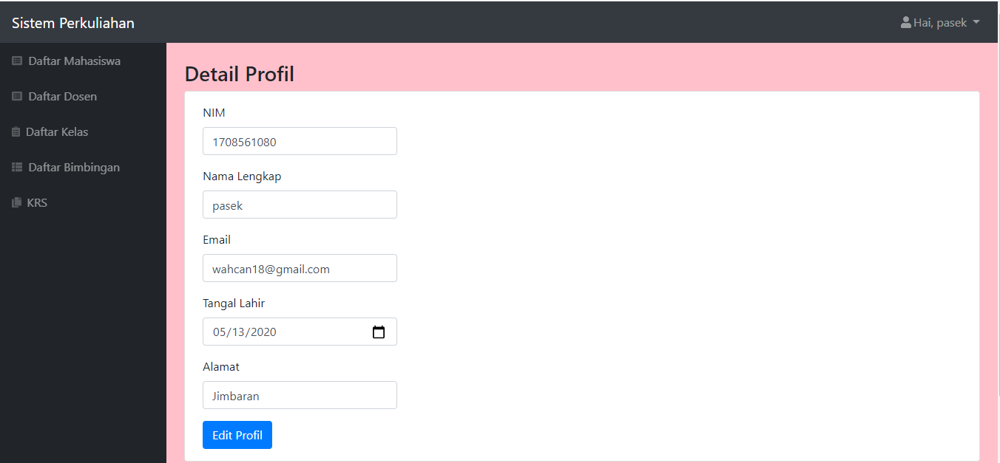 Sistem Perkuliahan
Hai, pasek
Daftar Mahasiswa
Daftar Dosen
Daftar Kelas
Daftar Bimbingan
KRS
Detail Profil
NIM
1708561080
Nama Lengkap
pasek
Email
wahcan18@gmail.com
Tangal Lahir
05/13/2020
Alamat
Jimbaran
Edit Profil